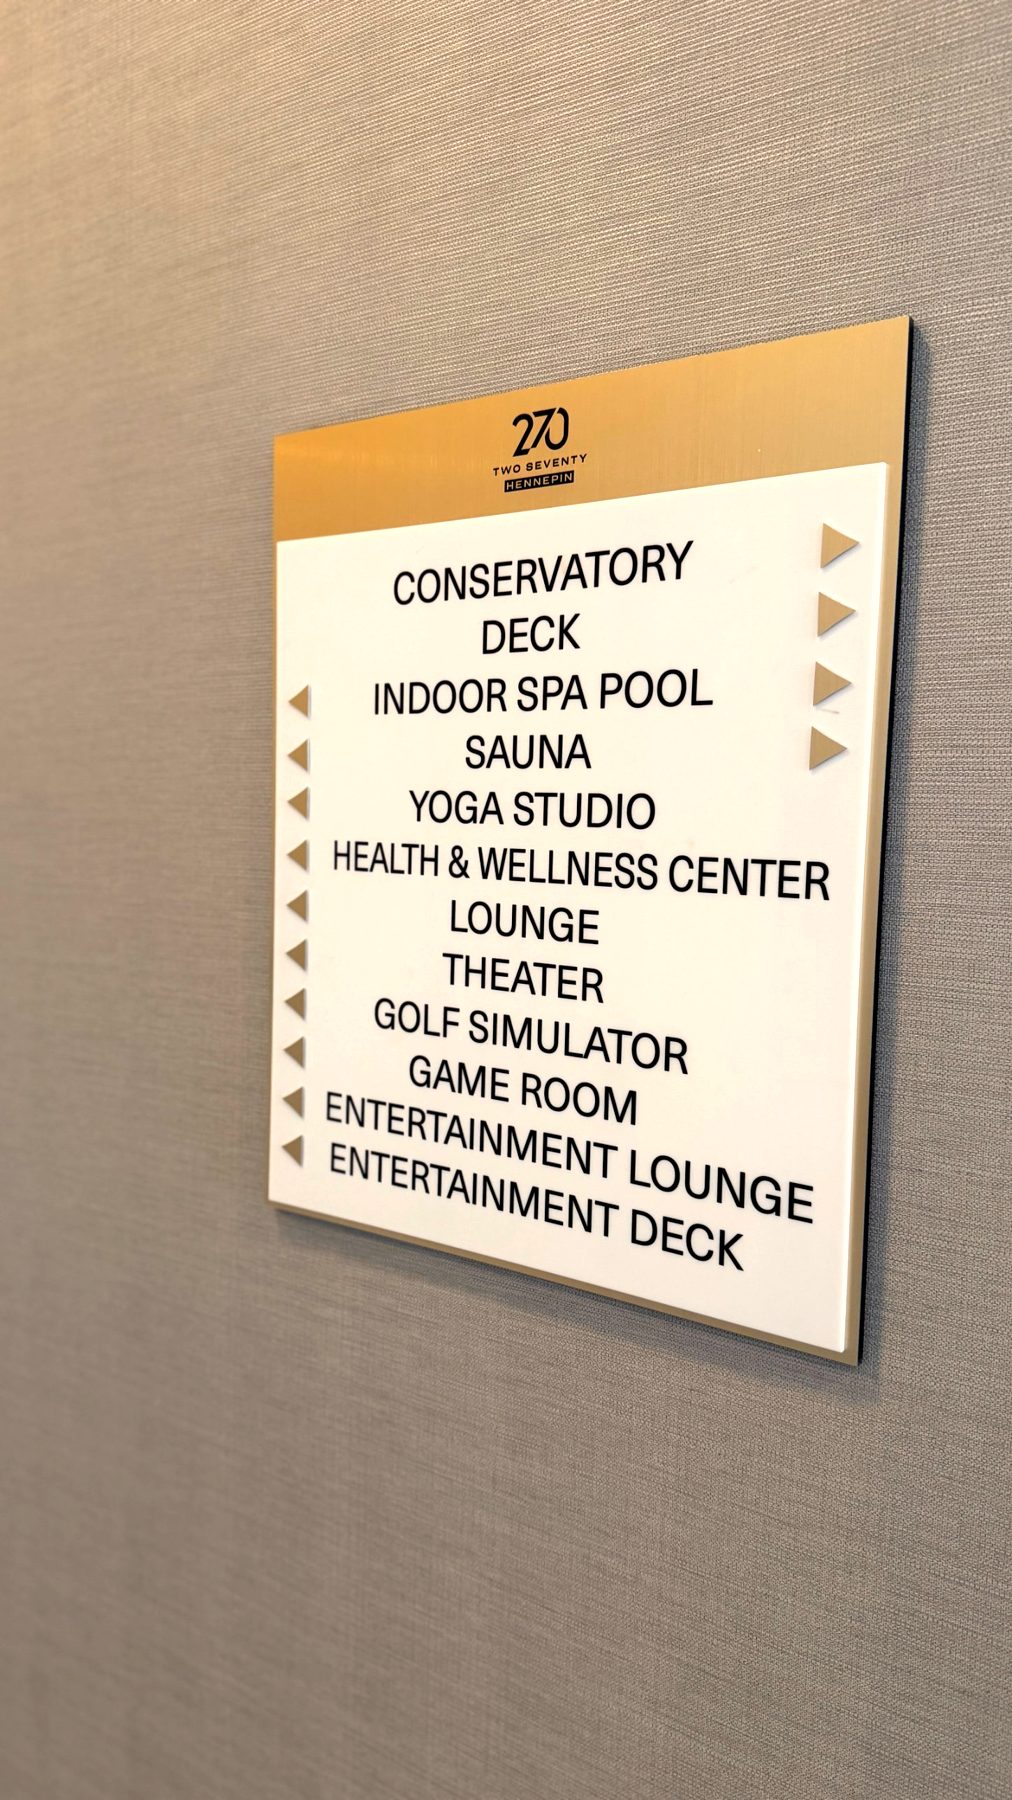 270
TWO SEVENTY
HENNEPIN
CONSERVATORY
DECK
INDOOR SPA POOL
SAUNA
YOGA STUDIO
HEALTH & WELLNESS CENTER
LOUNGE
THEATER
GOLF SIMULATOR
GAME ROOM
ENTERTAINMENT LOUNGE
ENTERTAINMENT DECK